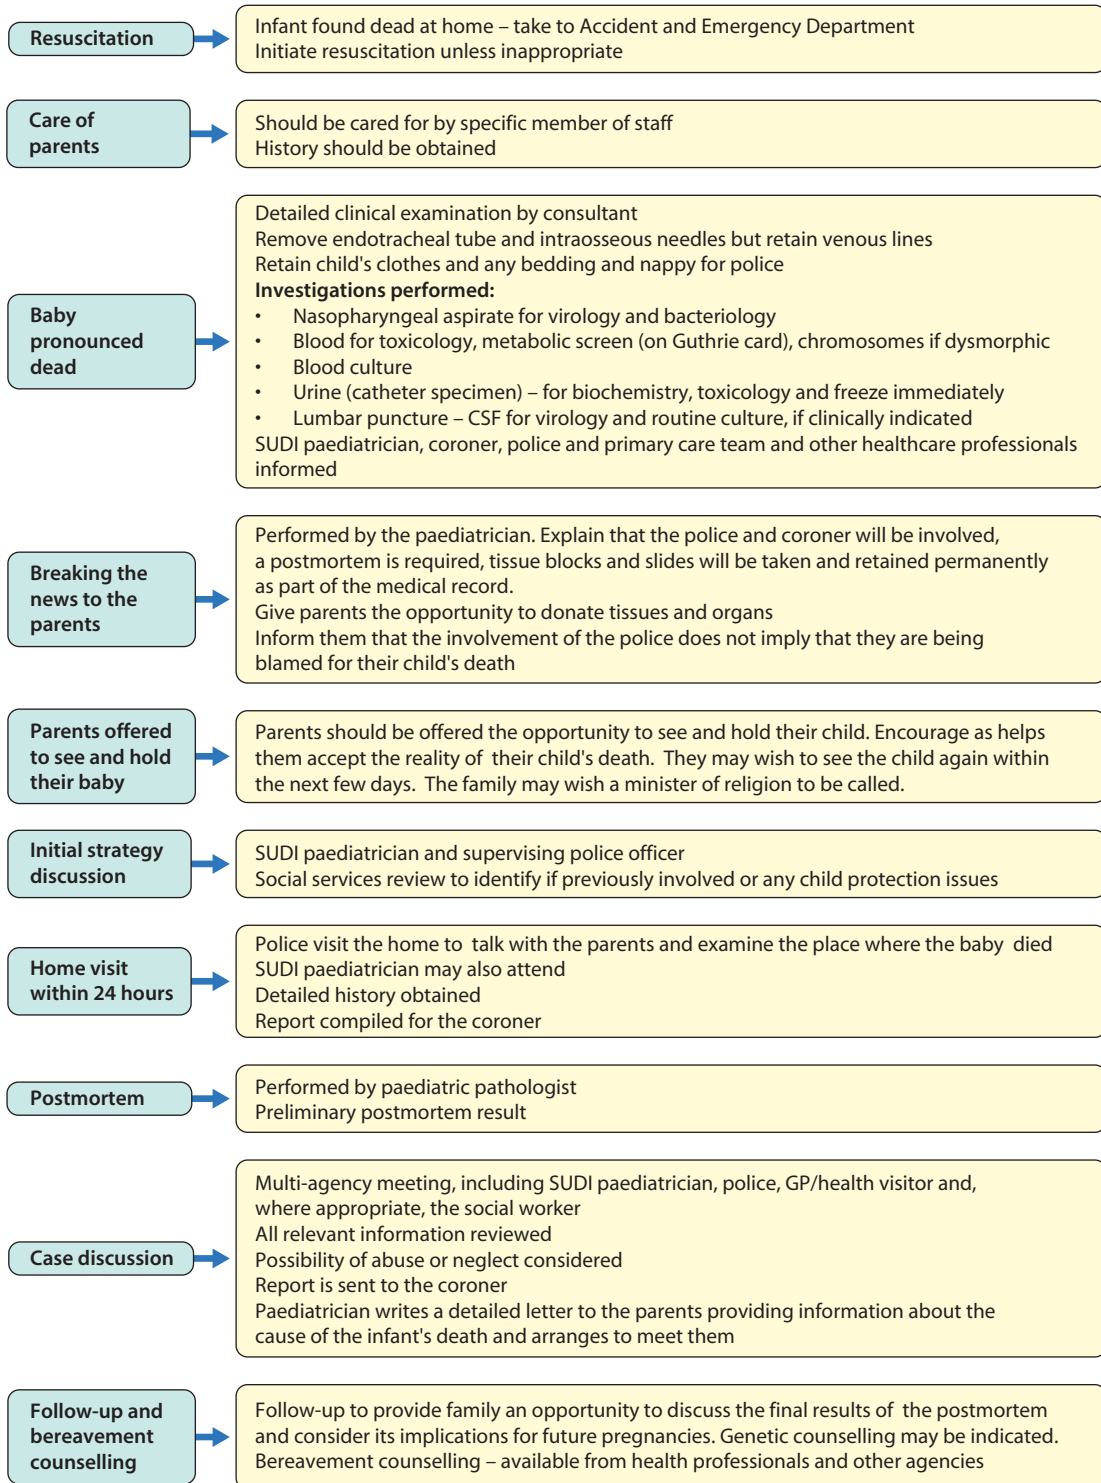 Resuscitation
Infant found dead at home – take to Accident and Emergency Department
Initiate resuscitation unless inappropriate
Care of
parents
Should be cared for by specific member of staff
History should be obtained
Baby
pronounced
dead
Detailed clinical examination by consultant
Remove endotracheal tube and intraosseous needles but retain venous lines
Retain child's clothes and any bedding and nappy for police
Investigations performed:
• Nasopharyngeal aspirate for virology and bacteriology
• Blood for toxicology, metabolic screen (on Guthrie card), chromosomes if dysmorphic
• Blood culture
• Urine (catheter specimen) – for biochemistry, toxicology and freeze immediately
• Lumbar puncture – CSF for virology and routine culture, if clinically indicated
SUDI paediatrician, coroner, police and primary care team and other healthcare professionals
informed
Breaking the
news to the
parents
Performed by the paediatrician. Explain that the police and coroner will be involved,
a postmortem is required, tissue blocks and slides will be taken and retained permanently
as part of the medical record.
Give parents the opportunity to donate tissues and organs
Inform them that the involvement of the police does not imply that they are being
blamed for their child's death
Parents offered
to see and hold
their baby
Parents should be offered the opportunity to see and hold their child. Encourage as helps
them accept the reality of their child's death. They may wish to see the child again within
the next few days. The family may wish a minister of religion to be called.
Initial strategy
discussion
SUDI paediatrician and supervising police officer
Social services review to identify if previously involved or any child protection issues
Home visit
within 24 hours
Police visit the home to talk with the parents and examine the place where the baby died
SUDI paediatrician may also attend
Detailed history obtained
Report compiled for the coroner
Postmortem
Performed by paediatric pathologist
Preliminary postmortem result
Case discussion
Multi-agency meeting, including SUDI paediatrician, police, GP/health visitor and,
where appropriate, the social worker
All relevant information reviewed
Possibility of abuse or neglect considered
Report is sent to the coroner
Paediatrician writes a detailed letter to the parents providing information about the
cause of the infant's death and arranges to meet them
Follow-up and
bereavement
counselling
Follow-up to provide family an opportunity to discuss the final results of the postmortem
and consider its implications for future pregnancies. Genetic counselling may be indicated.
Bereavement counselling – available from health professionals and other agencies